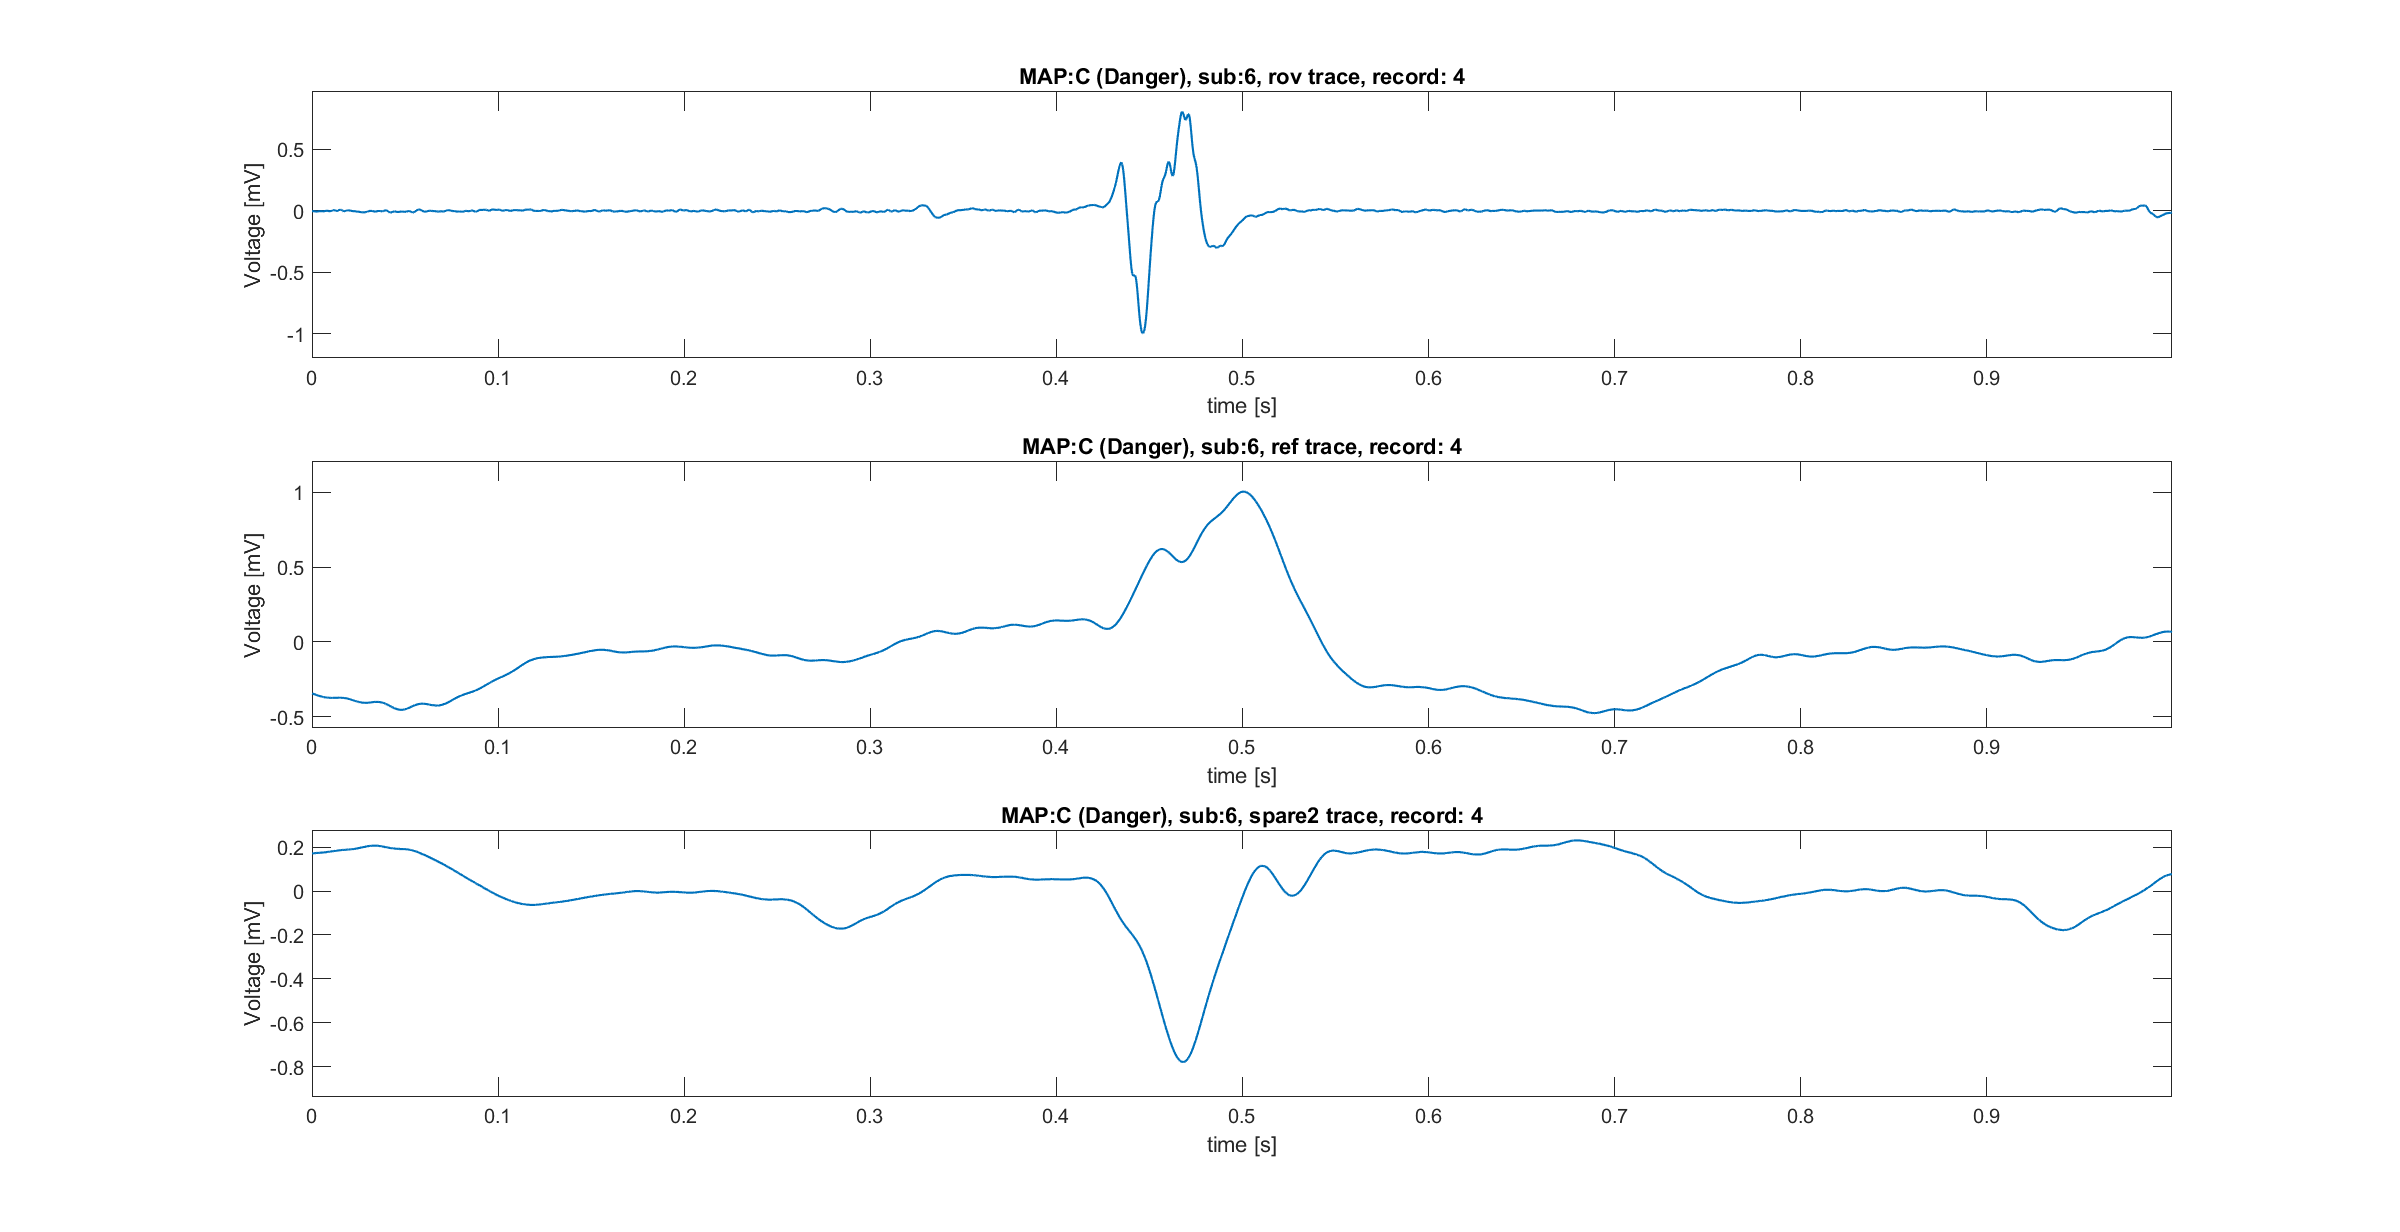 MAP:C (Danger), sub:6, rov trace, record: 4
Voltage [mV]
0.5
0
-0.5
-1
0 0.1 0.2 0.3 0.4 0.5 0.6 0.7 0.8 0.9
time [s]
MAP:C (Danger), sub:6, ref trace, record: 4
Voltage [mV]
1
0.5
0
-0.5
0 0.1 0.2 0.3 0.4 0.5 0.6 0.7 0.8 0.9
time [s]
MAP:C (Danger), sub:6, spare2 trace, record: 4
Voltage [mV]
0.2
0
-0.2
-0.4
-0.6
-0.8
0 0.1 0.2 0.3 0.4 0.5 0.6 0.7 0.8 0.9
time [s]